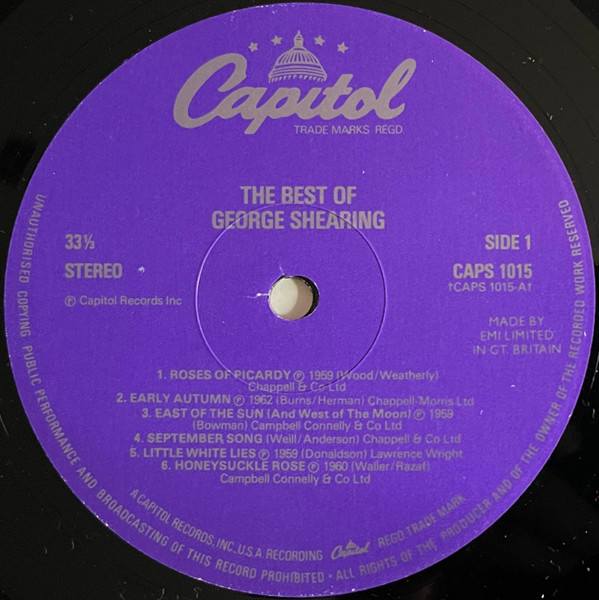 Capitol
TRADE MARKS REGD.
THE BEST OF
GEORGE SHEARING
33⅓
STEREO
℗ Capitol Records Inc
SIDE 1
CAPS 1015
†CAPS 1015-A†
MADE BY
EMI LIMITED
IN GT. BRITAIN
1. ROSES OF PICARDY ℗ 1959 (Wood/Weatherly)
Chappell & Co Ltd
2. EARLY AUTUMN ℗ 1962 (Burns/Herman) Chappell-Morris Ltd
3. EAST OF THE SUN (And West of The Moon) ℗ 1959
(Bowman) Campbell Connelly & Co Ltd
4. SEPTEMBER SONG (Weill/Anderson) Chappell & Co Ltd
5. LITTLE WHITE LIES ℗ 1959 (Donaldson) Lawrence Wright
6. HONEYSUCKLE ROSE ℗ 1960 (Waller/Razaf)
Campbell Connelly & Co Ltd
A CAPITOL RECORDS, INC., U.S.A RECORDING Capitol REGD. TRADE MARK
UNAUTHORISED COPYING PUBLIC PERFORMANCE AND BROADCASTING OF THIS RECORD PROHIBITED · ALL RIGHTS OF THE PRODUCER AND OF THE OWNER OF THE RECORDED WORK RESERVED